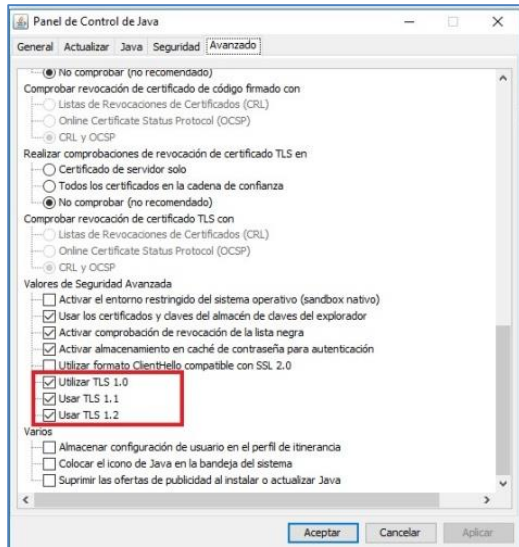 Panel de Control de Java
General Actualizar Java Seguridad Avanzado
No comprobar (no recomendado)
Comprobar revocación de certificado de código firmado con
Listas de Revocaciones de Certificados (CRL)
Online Certificate Status Protocol (OCSP)
CRL y OCSP
Realizar comprobaciones de revocación de certificado TLS en
Certificado de servidor solo
Todos los certificados en la cadena de confianza
No comprobar (no recomendado)
Comprobar revocación de certificado TLS con
Listas de Revocaciones de Certificados (CRL)
Online Certificate Status Protocol (OCSP)
CRL y OCSP
Valores de Seguridad Avanzada
Activar el entorno restringido del sistema operativo (sandbox nativo)
Usar los certificados y claves del almacén de claves del explorador
Activar comprobación de revocación de la lista negra
Activar almacenamiento en caché de contraseña para autenticación
Utilizar formato ClientHello compatible con SSL 2.0
Utilizar TLS 1.0
Usar TLS 1.1
Usar TLS 1.2
Varios
Almacenar configuración de usuario en el perfil de itinerancia
Colocar el icono de Java en la bandeja del sistema
Suprimir las ofertas de publicidad al instalar o actualizar Java
Aceptar Cancelar Aplicar